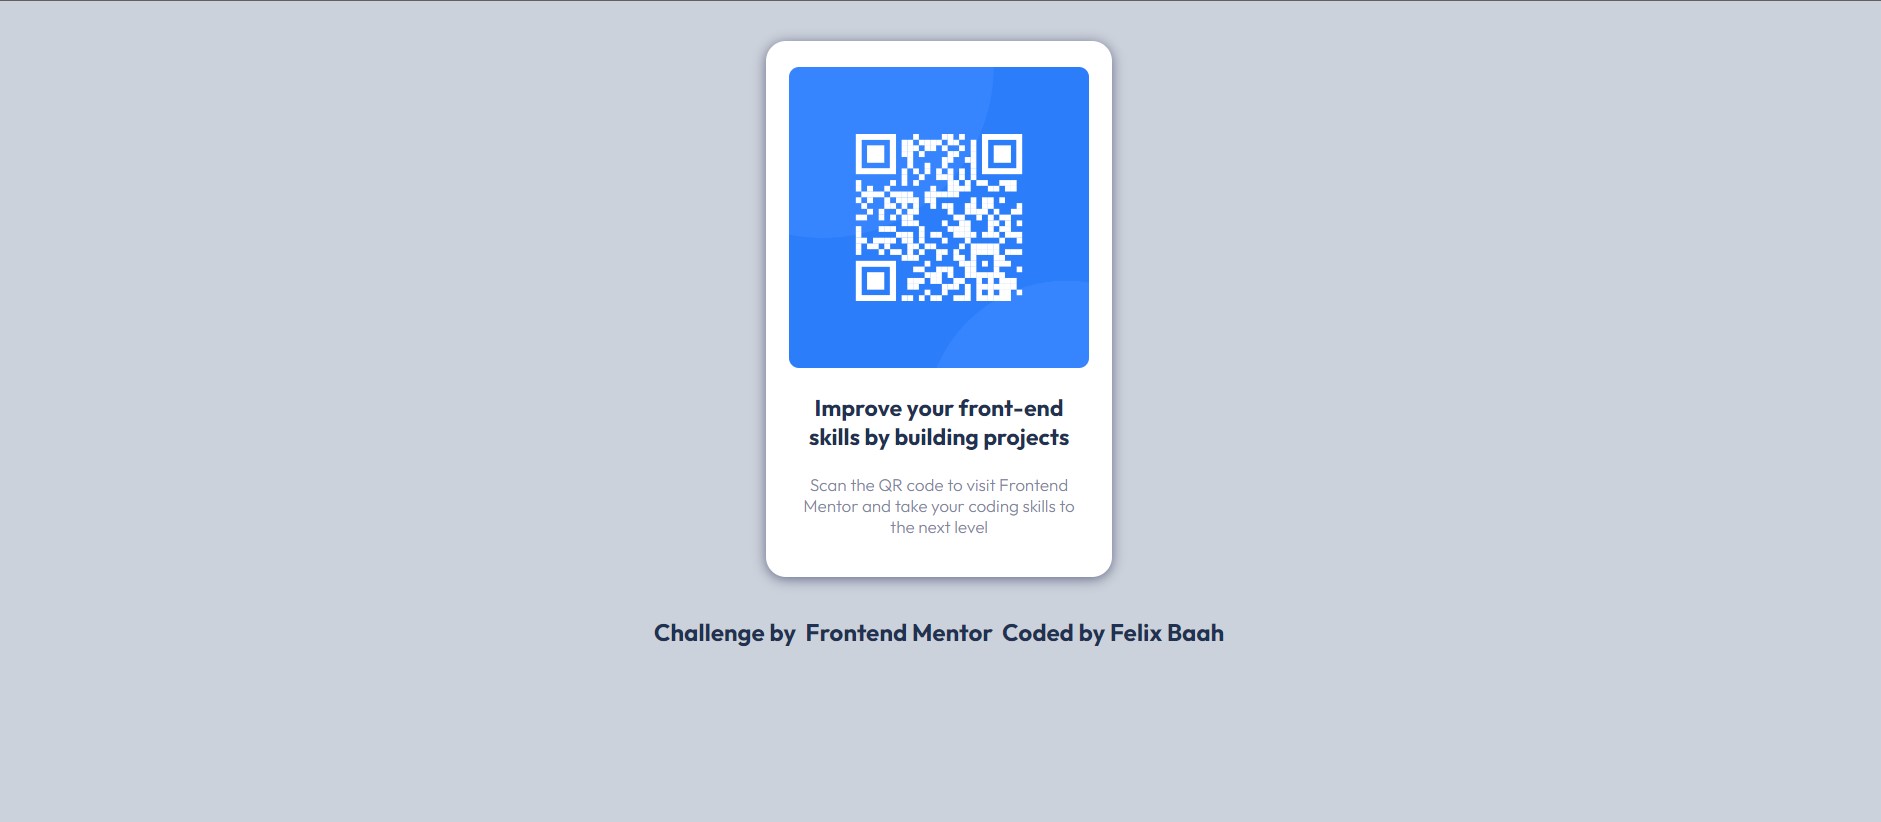 Improve your front-end
skills by building projects
Scan the QR code to visit Frontend
Mentor and take your coding skills to
the next level
Challenge by Frontend Mentor Coded by Felix Baah